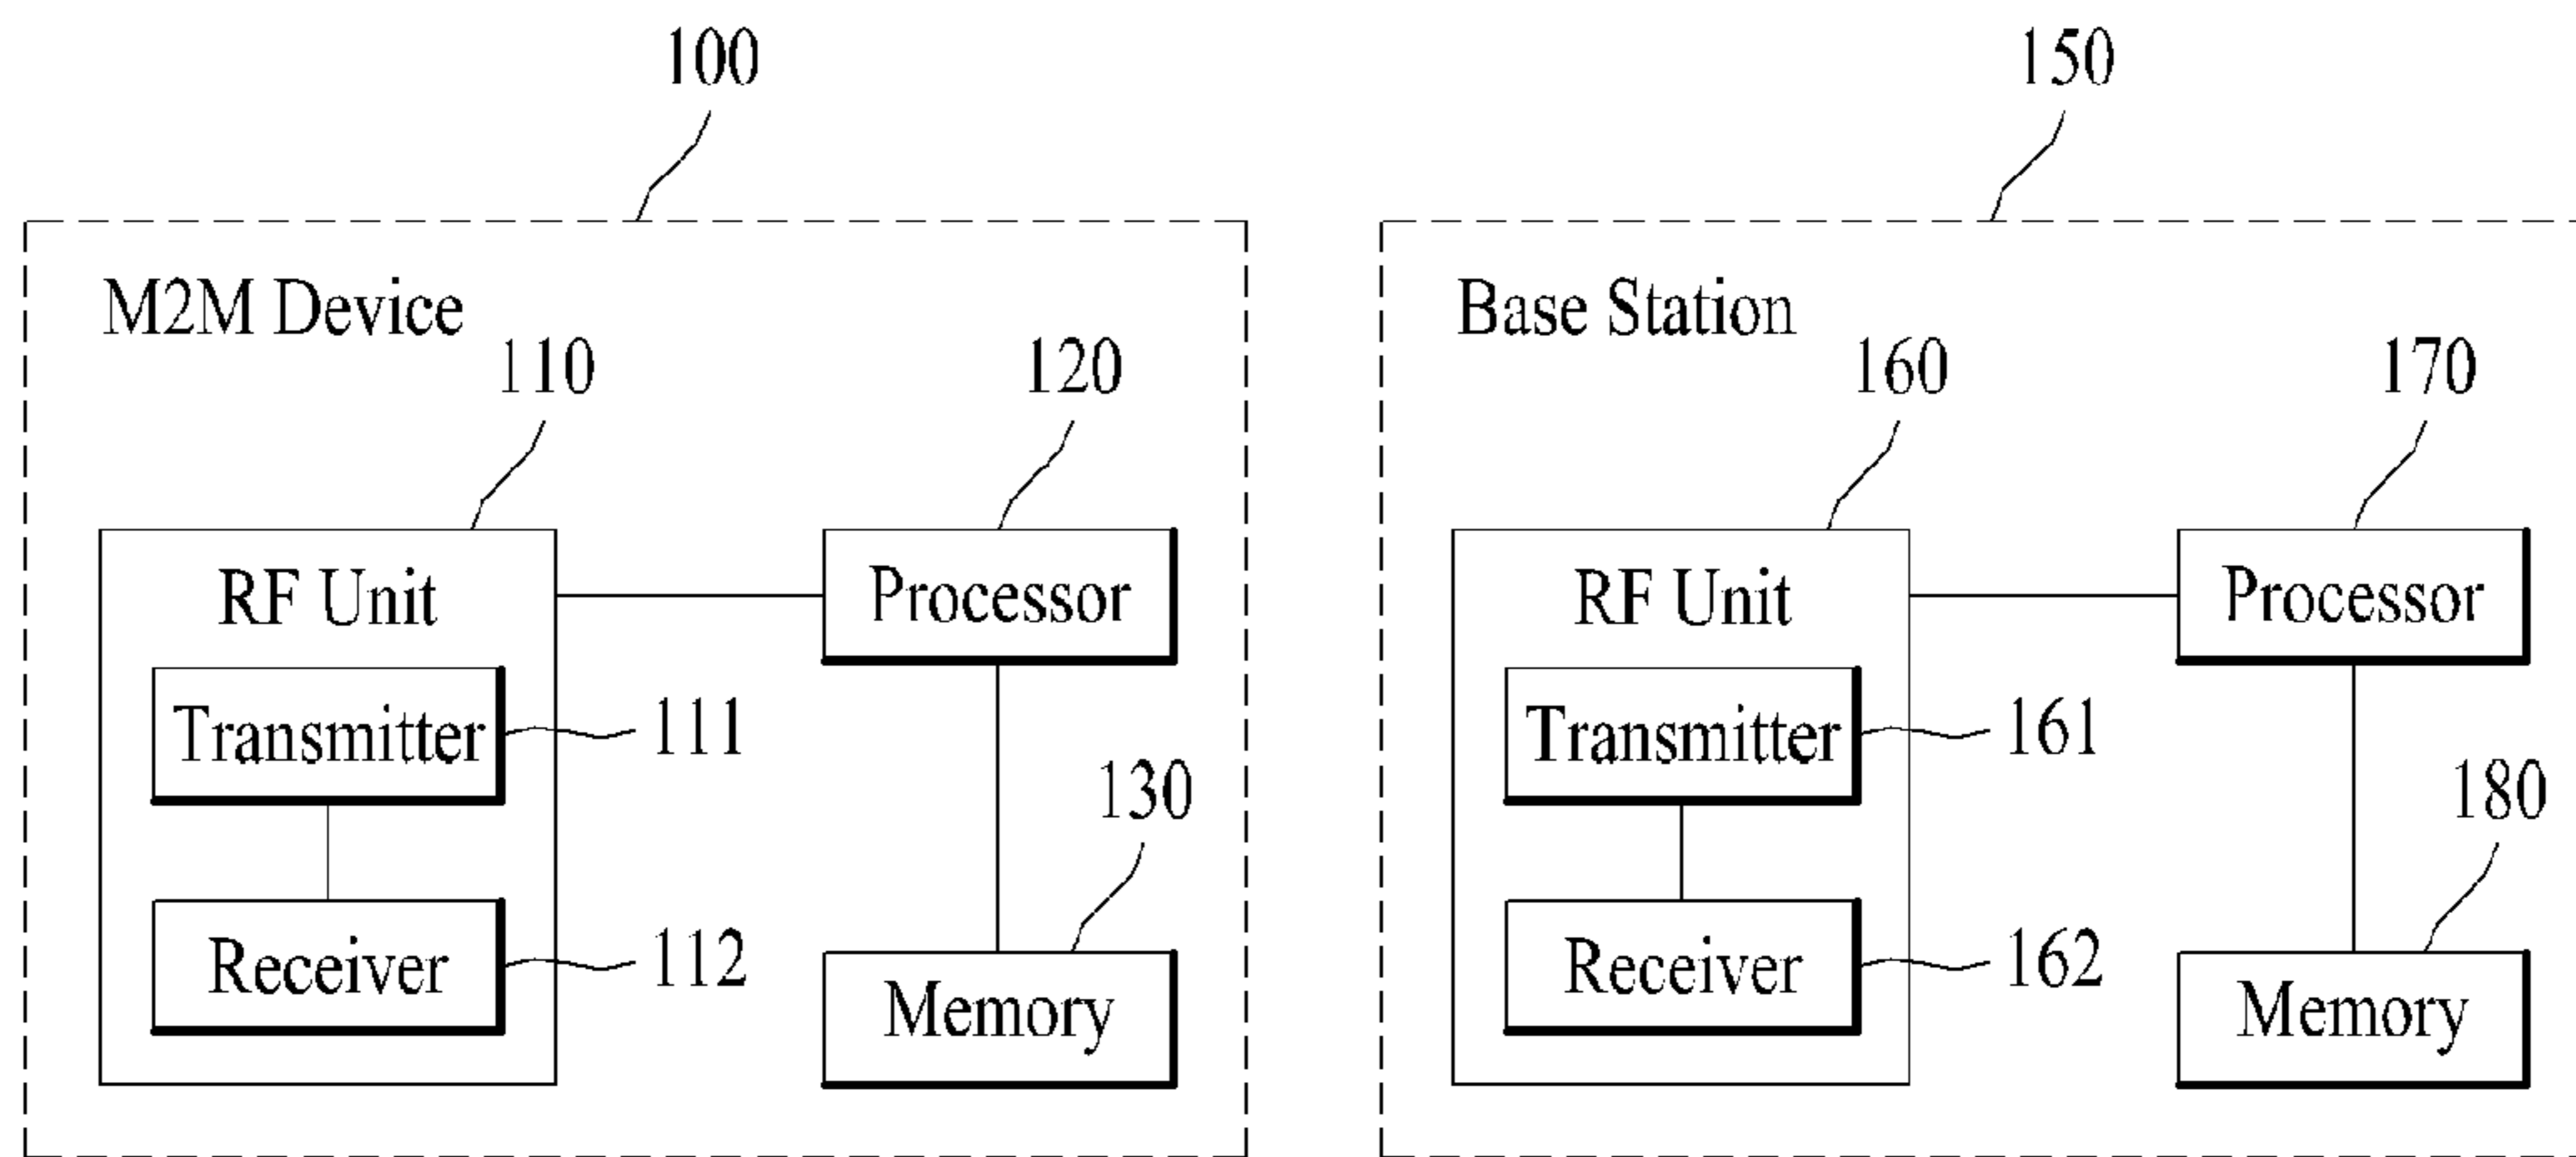 100
M2M Device
110
120
RF Unit
Processor
Transmitter
111
130
Receiver
112
Memory
150
Base Station
160
170
RF Unit
Processor
Transmitter
161
180
Receiver
162
Memory